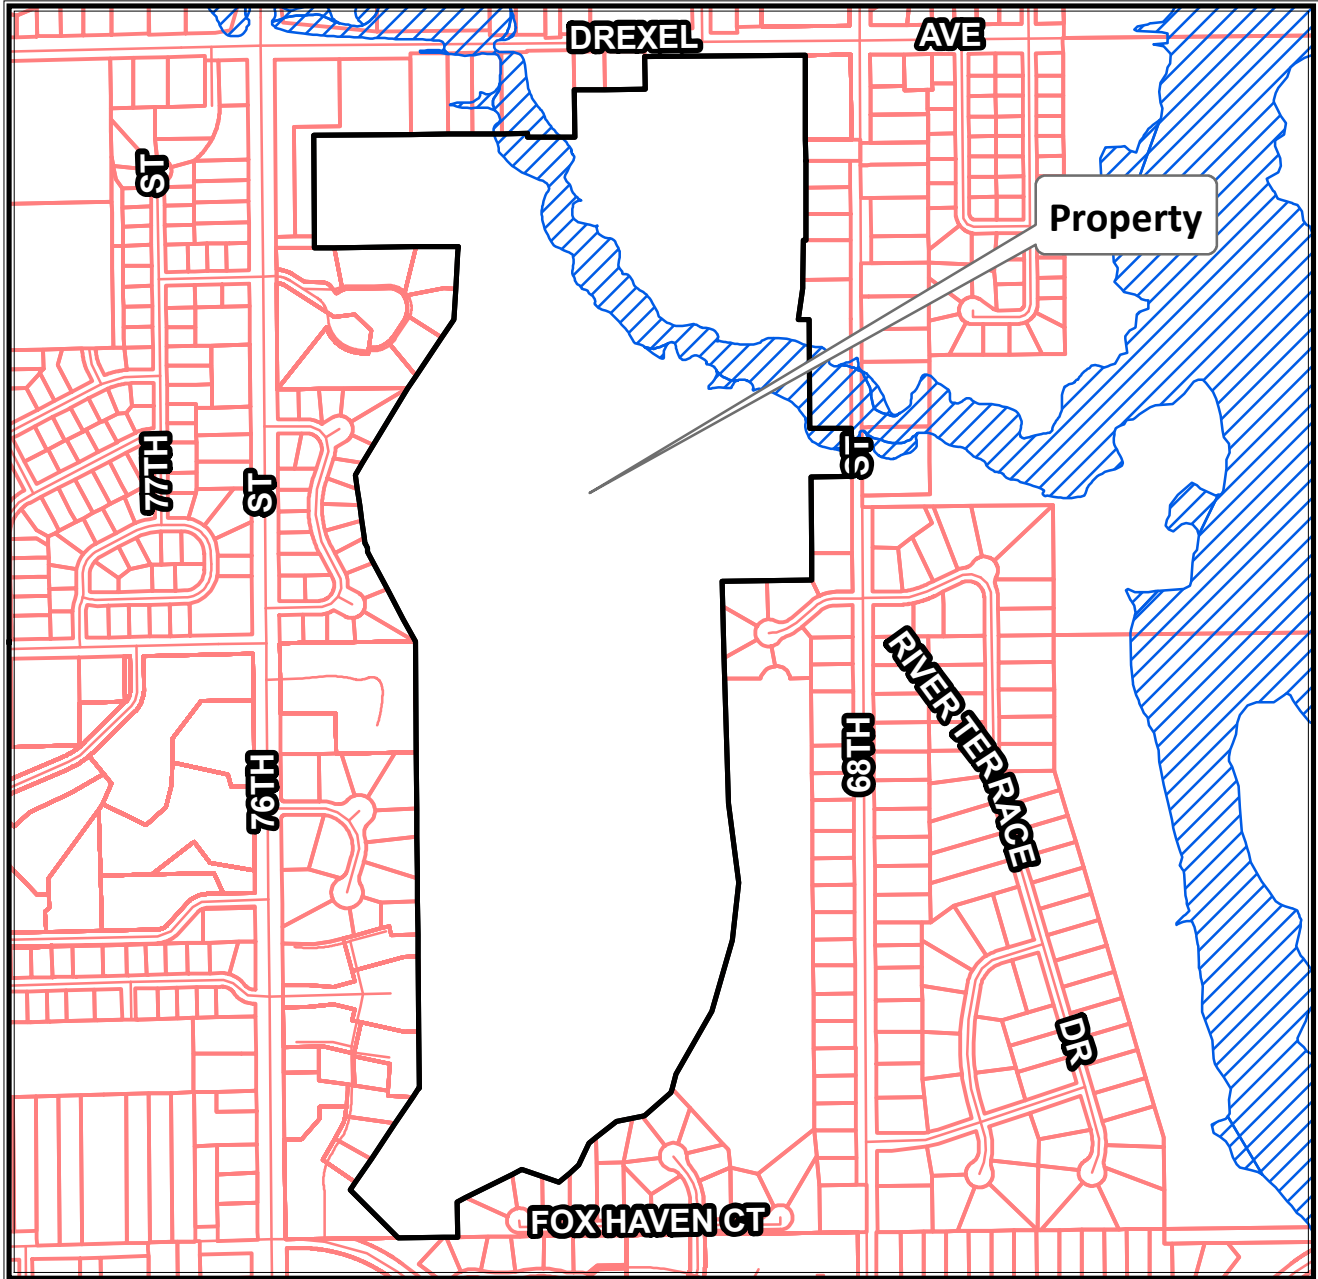 DREXEL AVE
ST
Property
77TH
ST
ST
RIVER TERRACE
68TH
76TH
DR
FOX HAVEN CT